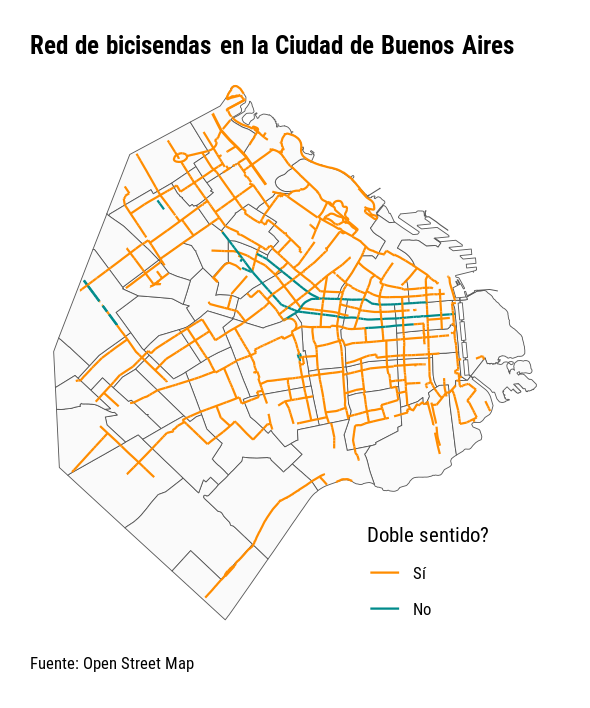 Red de bicisendas en la Ciudad de Buenos Aires
Doble sentido?
Sí
No
Fuente: Open Street Map